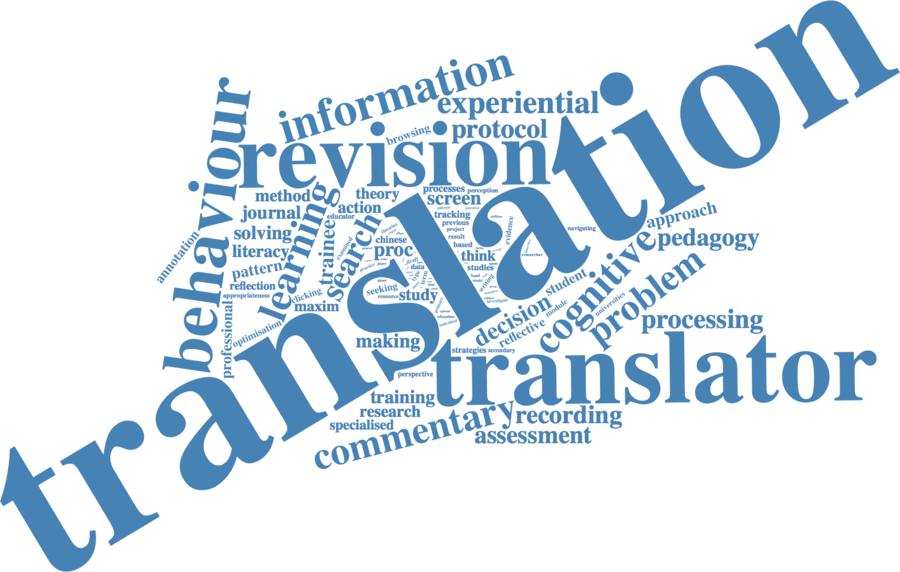 translation
information
experiential
protocol
browsing
revision
behaviour
annotation
method
journal
solving
literacy
pattern
reflection
appropriateness
learning
trainee
educator
theory
action
search
processes
perception
screen
tracking
previous
project
result
based
think
studies
evidence
navigating
chinese
proc
data
seeking
resource
study
writing
researcher
approach
pedagogy
cognitive
problem
student
universities
module
decision
reflective
processing
clicking
maxim
optimisation
professional
making
strategies
secondary
perspective
translator
training
research
specialised
commentary
recording
assessment